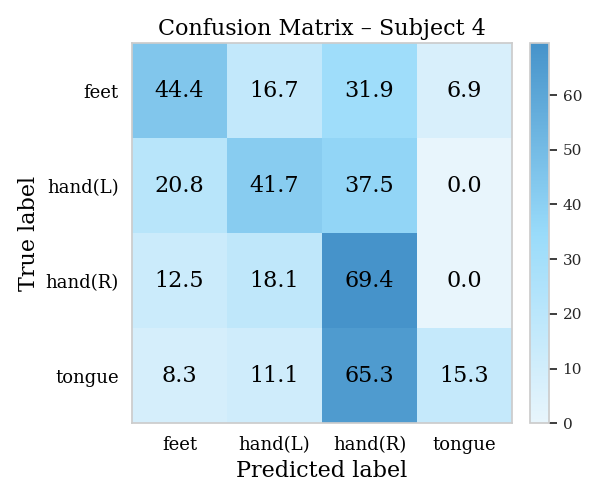 Confusion Matrix – Subject 4
True label
feet 44.4 16.7 31.9 6.9
hand(L) 20.8 41.7 37.5 0.0
hand(R) 12.5 18.1 69.4 0.0
tongue 8.3 11.1 65.3 15.3
feet hand(L) hand(R) tongue
Predicted label
60
50
40
30
20
10
0